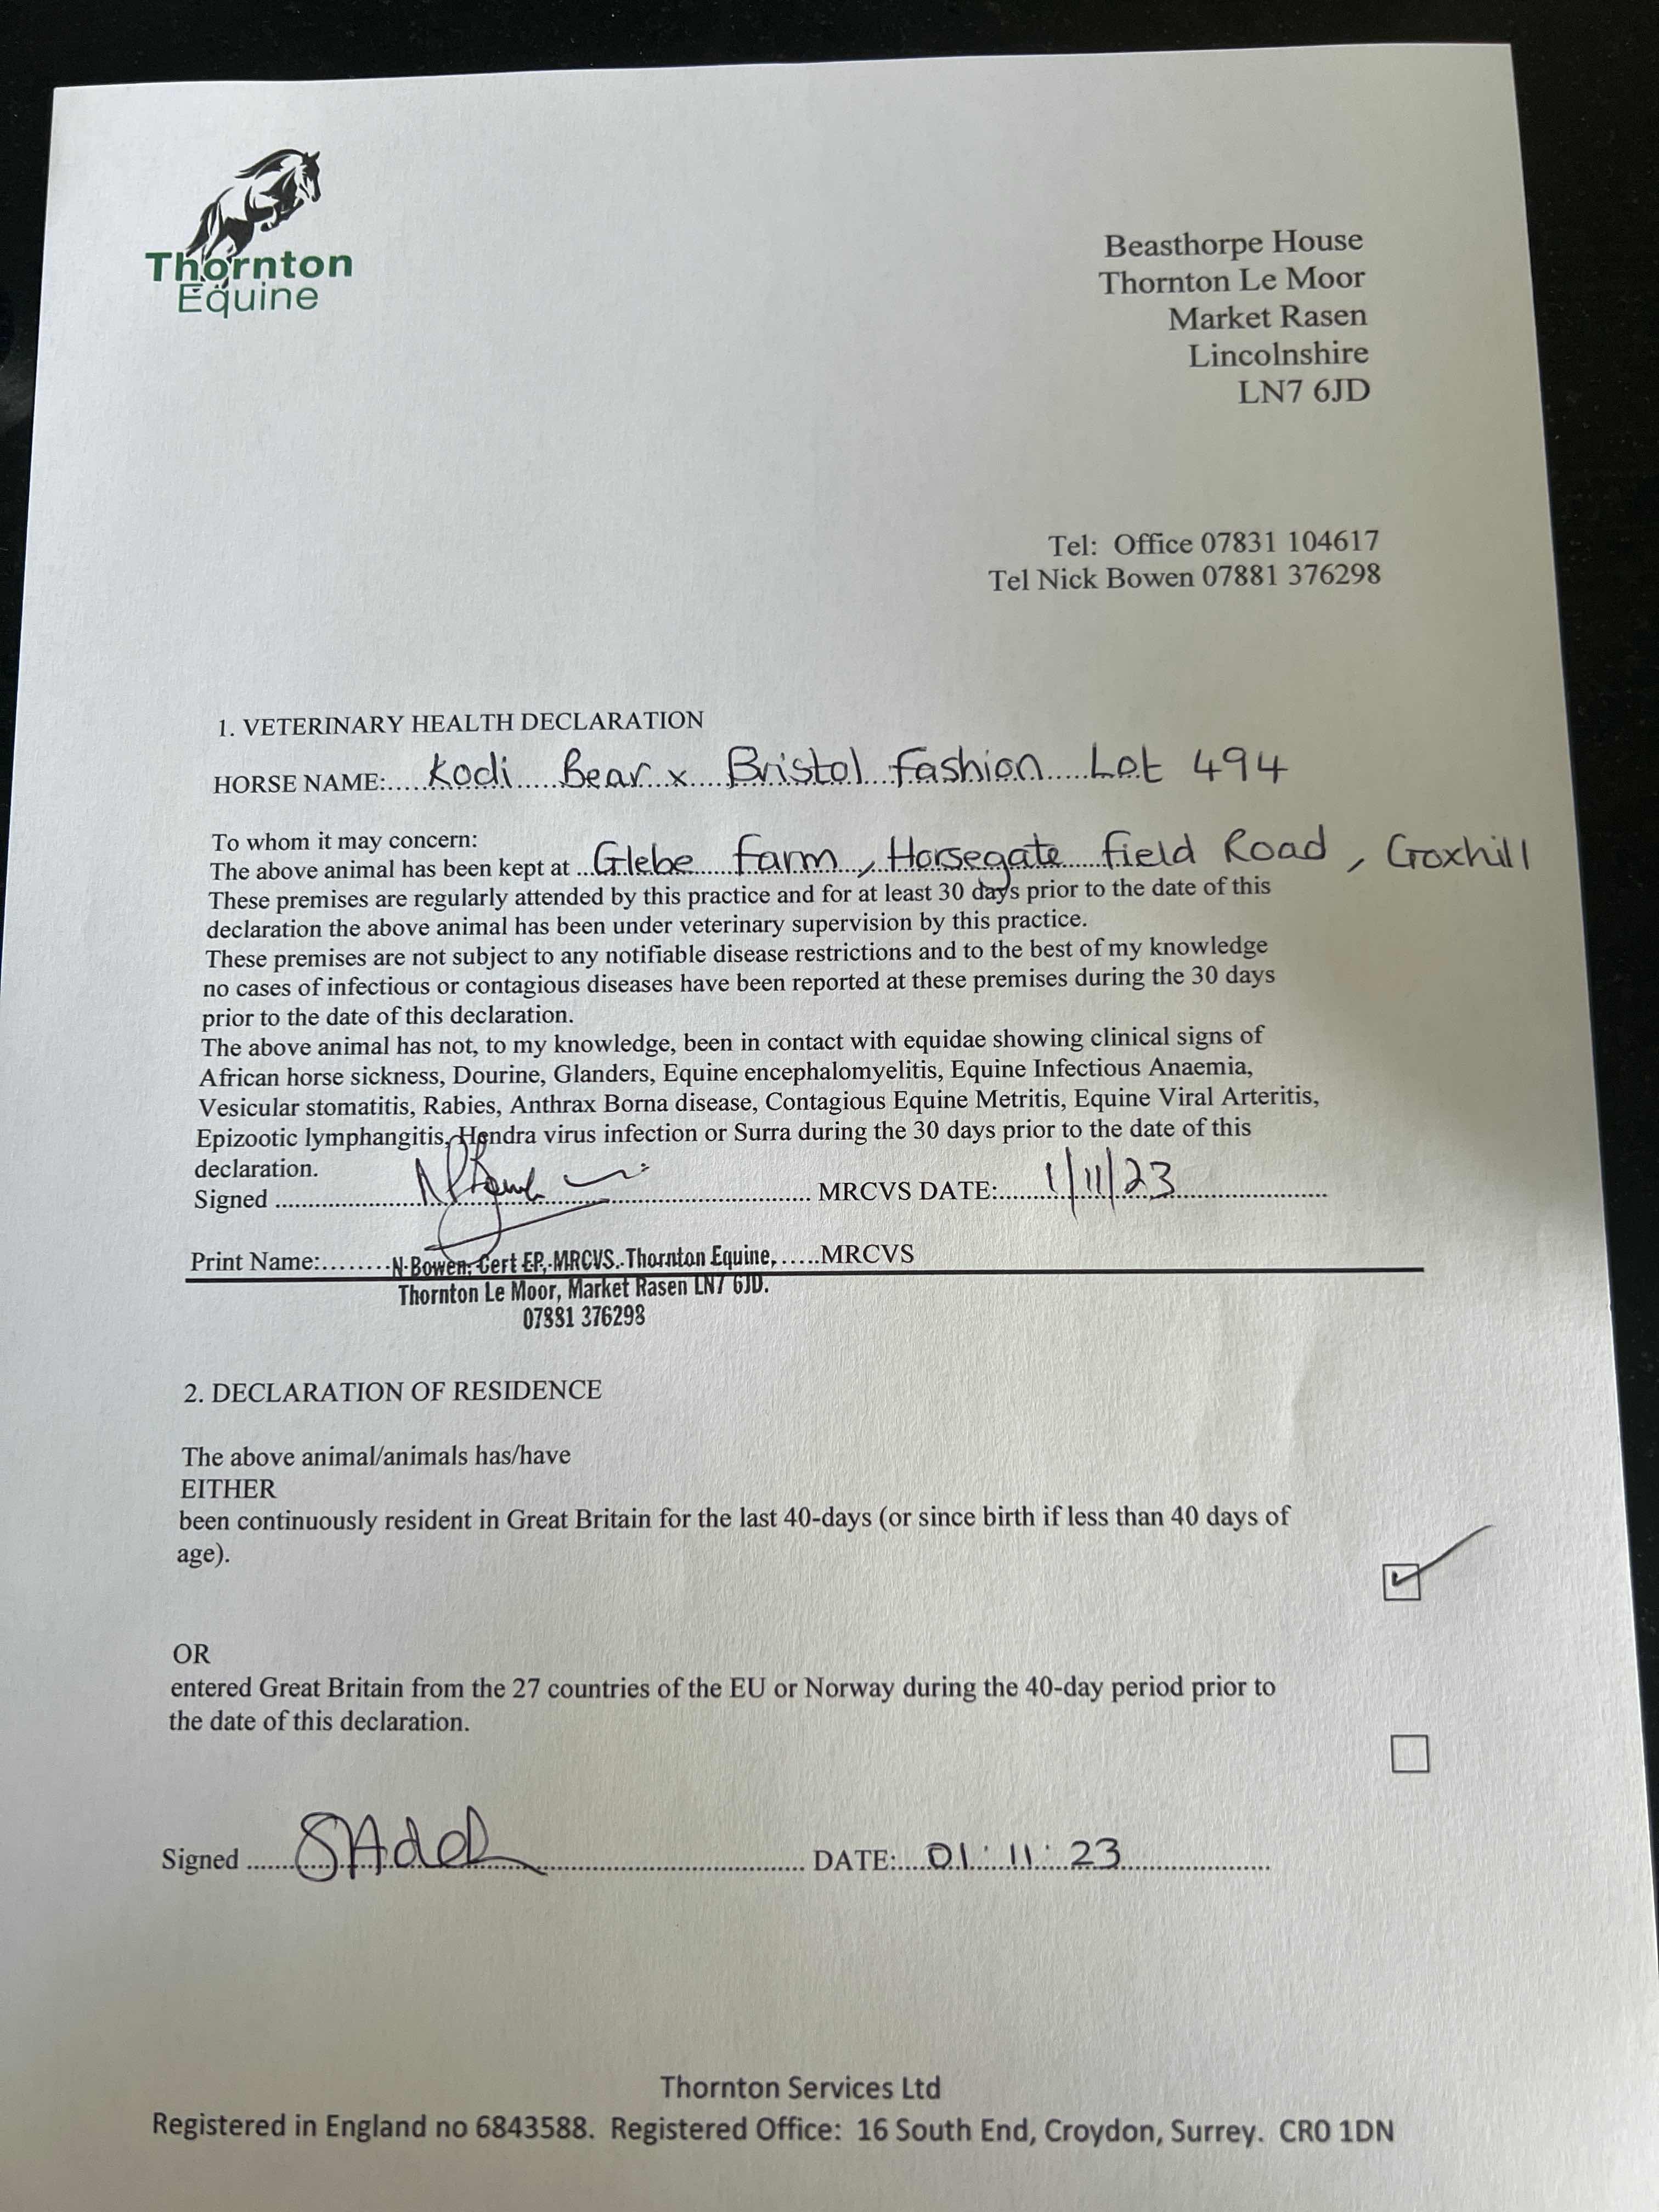 Thornton
Equine
Beasthorpe House
Thornton Le Moor
Market Rasen
Lincolnshire
LN7 6JD
Tel: Office 07831 104617
Tel Nick Bowen 07881 376298
1. VETERINARY HEALTH DECLARATION
HORSE NAME:.....Kodi Bear x Bristol Fashion Lot 494
To whom it may concern:
The above animal has been kept at ..Glebe Farm, Horsegate Field Road, Goxhill
These premises are regularly attended by this practice and for at least 30 days prior to the date of this
declaration the above animal has been under veterinary supervision by this practice.
These premises are not subject to any notifiable disease restrictions and to the best of my knowledge
no cases of infectious or contagious diseases have been reported at these premises during the 30 days
prior to the date of this declaration.
The above animal has not, to my knowledge, been in contact with equidae showing clinical signs of
African horse sickness, Dourine, Glanders, Equine encephalomyelitis, Equine Infectious Anaemia,
Vesicular stomatitis, Rabies, Anthrax Borna disease, Contagious Equine Metritis, Equine Viral Arteritis,
Epizootic lymphangitis, Hendra virus infection or Surra during the 30 days prior to the date of this
declaration.
Signed ........ MRCVS DATE:.....1/11/23
Print Name:........N. Bowen. Cert EP, MRCVS. Thornton Equine, .....MRCVS
Thornton Le Moor, Market Rasen LN7 6JD.
07881 376298
2. DECLARATION OF RESIDENCE
The above animal/animals has/have
EITHER
been continuously resident in Great Britain for the last 40-days (or since birth if less than 40 days of
age).
OR
entered Great Britain from the 27 countries of the EU or Norway during the 40-day period prior to
the date of this declaration.
Signed ........ DATE:....01.11.23
Thornton Services Ltd
Registered in England no 6843588. Registered Office: 16 South End, Croydon, Surrey. CR0 1DN